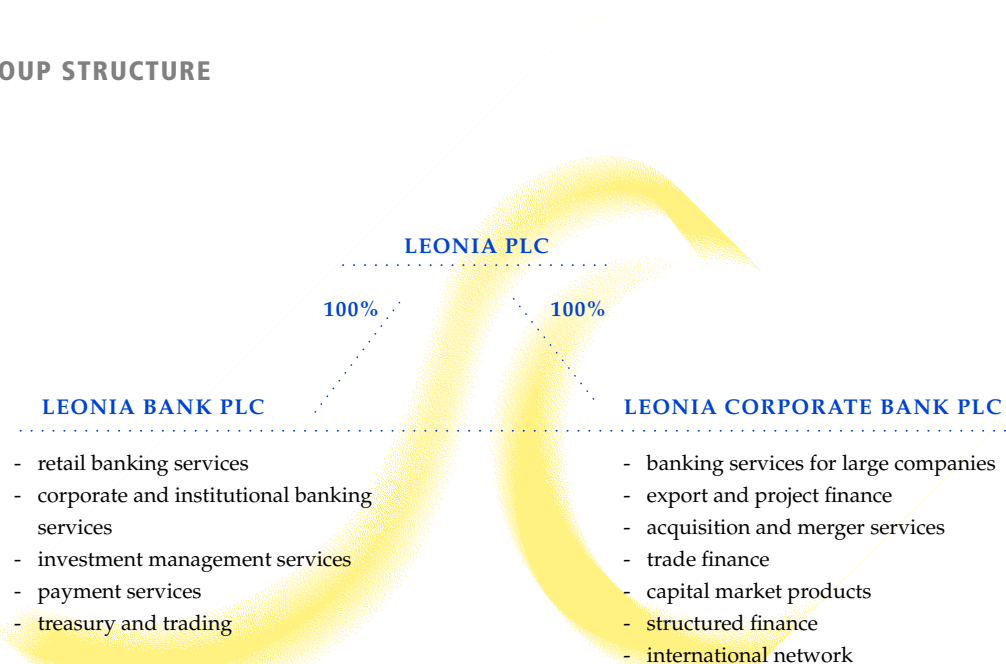 OUP STRUCTURE
LEONIA PLC
100%
100%
LEONIA BANK PLC
- retail banking services
- corporate and institutional banking
services
- investment management services
- payment services
- treasury and trading
LEONIA CORPORATE BANK PLC
- banking services for large companies
- export and project finance
- acquisition and merger services
- trade finance
- capital market products
- structured finance
- international network